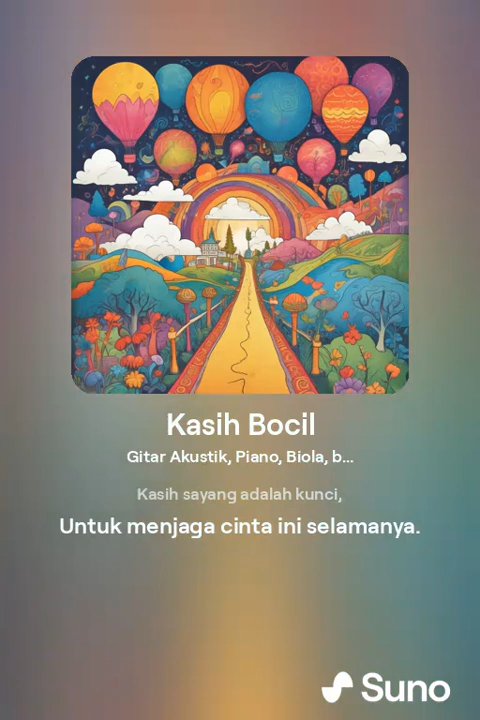 Kasih Bocil
Gitar Akustik, Piano, Biola, b...
Kasih sayang adalah kunci,
Untuk menjaga cinta ini selamanya.
Suno